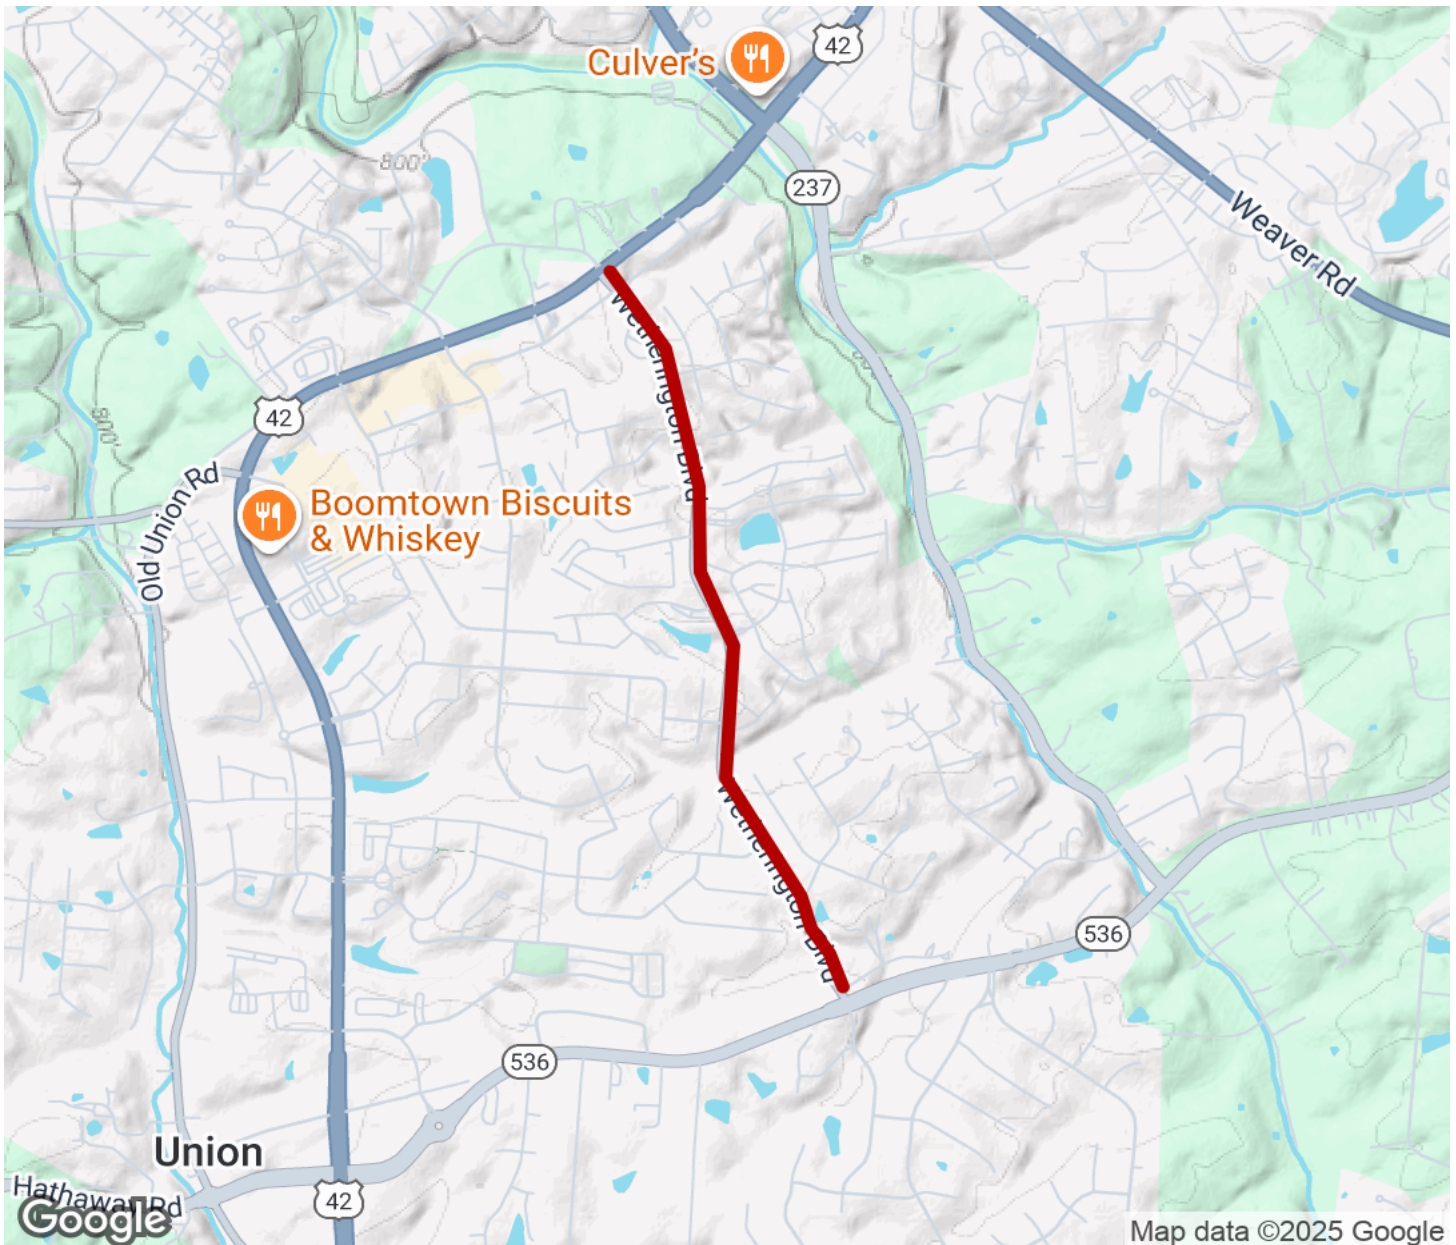 Culver's
42
800'
237
Weaver Rd
Wetherington Blvd
42
800'
Old Union Rd
Boomtown Biscuits
& Whiskey
Wetherington Blvd
536
536
Union
Hathaway Rd
42
Google
Map data ©2025 Google